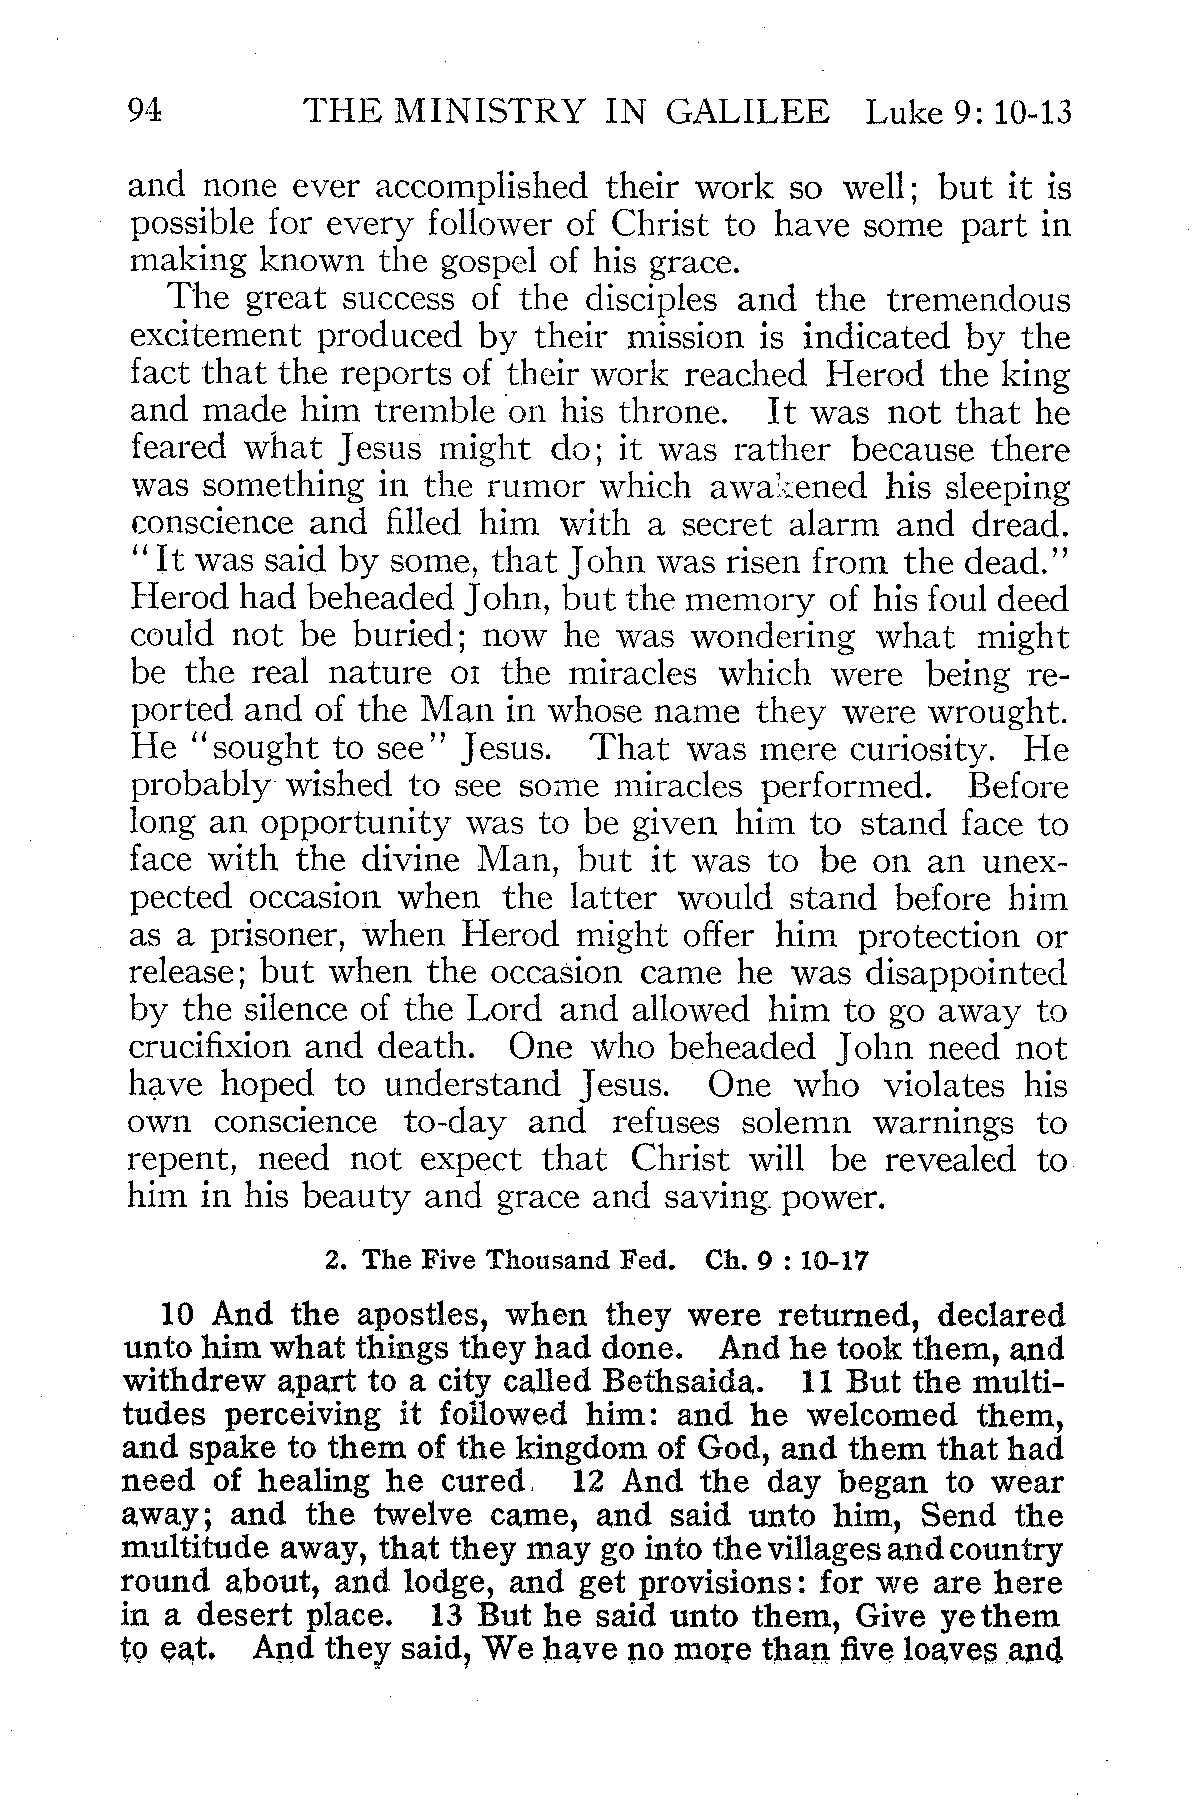 94 THE MINISTRY IN GALILEE Luke 9: 10-13
and none ever accomplished their work so well; but it is
possible for every follower of Christ to have some part in
making known the gospel of his grace.
The great success of the disciples and the tremendous
excitement produced by their mission is indicated by the
fact that the reports of their work reached Herod the king
and made him tremble on his throne. It was not that he
feared what Jesus might do; it was rather because there
was something in the rumor which awakened his sleeping
conscience and filled him with a secret alarm and dread.
"It was said by some, that John was risen from the dead."
Herod had beheaded John, but the memory of his foul deed
could not be buried; now he was wondering what might
be the real nature of the miracles which were being re-
ported and of the Man in whose name they were wrought.
He "sought to see" Jesus. That was mere curiosity. He
probably wished to see some miracles performed. Before
long an opportunity was to be given him to stand face to
face with the divine Man, but it was to be on an unex-
pected occasion when the latter would stand before him
as a prisoner, when Herod might offer him protection or
release; but when the occasion came he was disappointed
by the silence of the Lord and allowed him to go away to
crucifixion and death. One who beheaded John need not
have hoped to understand Jesus. One who violates his
own conscience to-day and refuses solemn warnings to
repent, need not expect that Christ will be revealed to
him in his beauty and grace and saving power.
2. The Five Thousand Fed. Ch. 9 : 10-17
10 And the apostles, when they were returned, declared
unto him what things they had done. And he took them, and
withdrew apart to a city called Bethsaida. 11 But the multi-
tudes perceiving it followed him: and he welcomed them,
and spake to them of the kingdom of God, and them that had
need of healing he cured. 12 And the day began to wear
away; and the twelve came, and said unto him, Send the
multitude away, that they may go into the villages and country
round about, and lodge, and get provisions: for we are here
in a desert place. 13 But he said unto them, Give ye them
to eat. And they said, We have no more than five loaves and